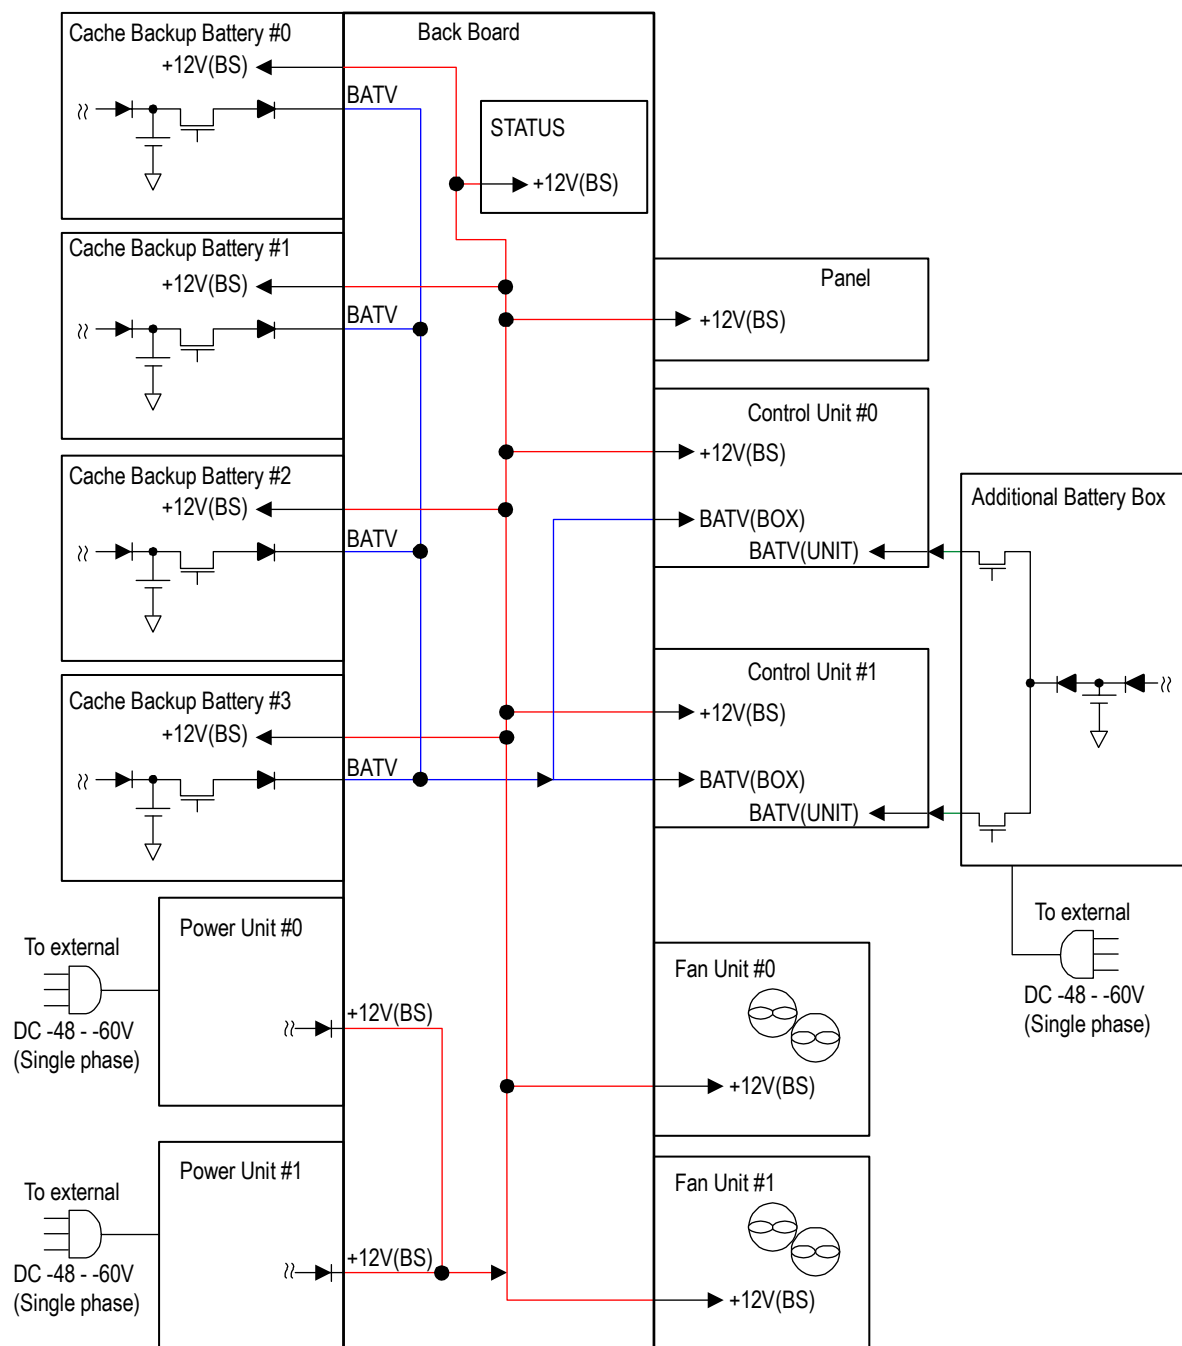 Cache Backup Battery #0
+12V(BS)
BATV
Back Board
STATUS
+12V(BS)
Cache Backup Battery #1
+12V(BS)
BATV
Panel
+12V(BS)
Control Unit #0
+12V(BS)
BATV(BOX)
BATV(UNIT)
Cache Backup Battery #2
+12V(BS)
BATV
Additional Battery Box
Control Unit #1
+12V(BS)
BATV(BOX)
BATV(UNIT)
Cache Backup Battery #3
+12V(BS)
BATV
To external
DC -48 - -60V
(Single phase)
Power Unit #0
+12V(BS)
To external
DC -48 - -60V
(Single phase)
Fan Unit #0
+12V(BS)
Power Unit #1
+12V(BS)
To external
DC -48 - -60V
(Single phase)
Fan Unit #1
+12V(BS)